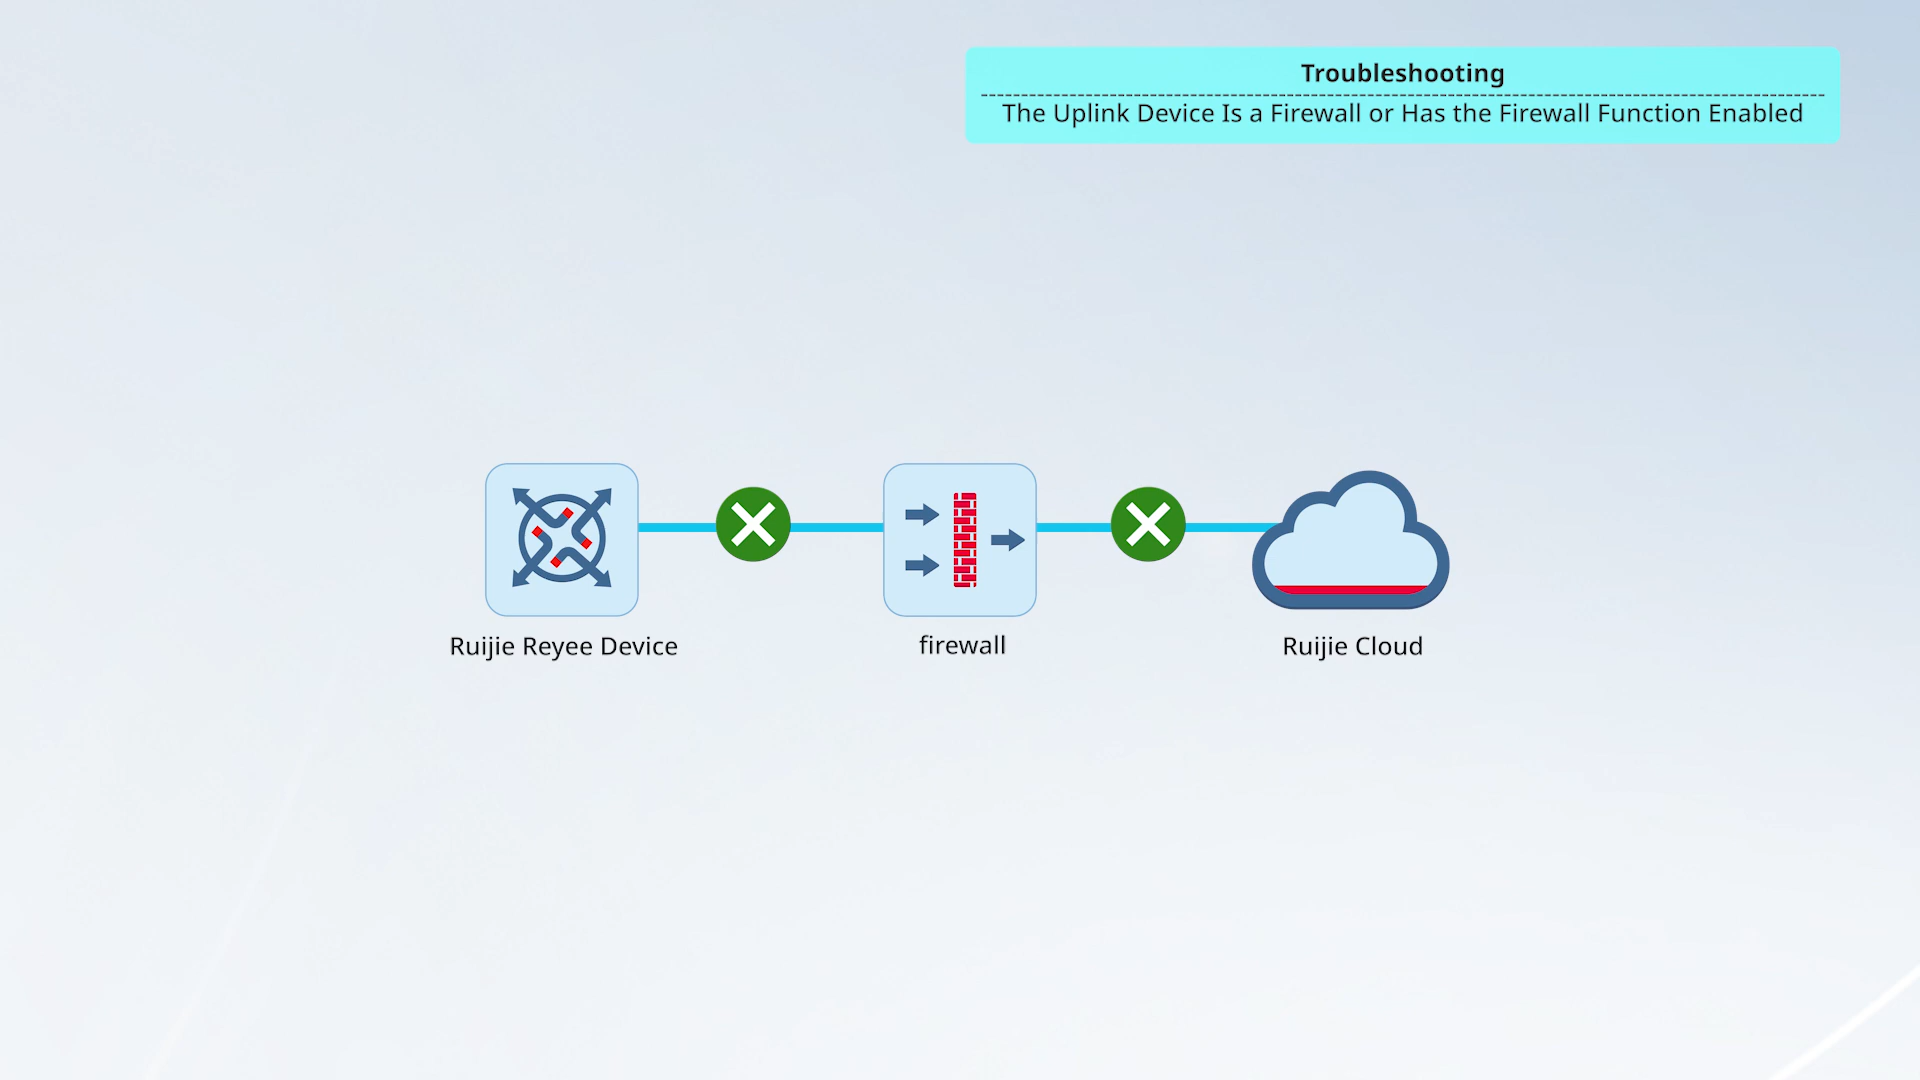 Troubleshooting
The Uplink Device Is a Firewall or Has the Firewall Function Enabled
Ruijie Reyee Device
firewall
Ruijie Cloud